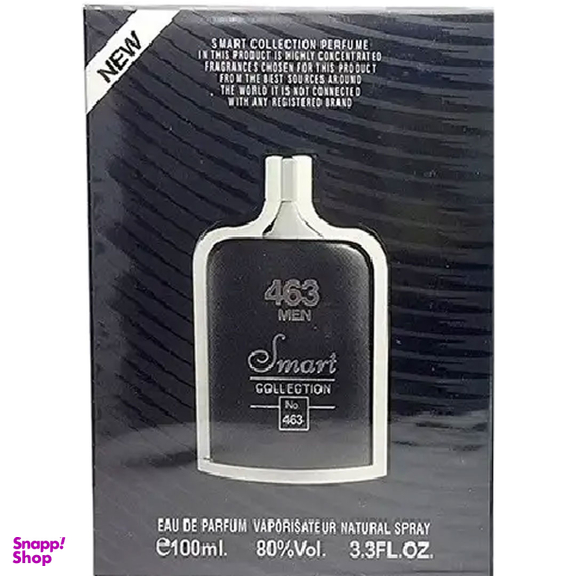 NEW
SMART COLLECTION PERFUME
IN THIS PRODUCT IS HIGHLY CONCENTRATED
FRAGRANCES CHOSEN FOR THIS PRODUCT
FROM THE BEST SOURCES AROUND
THE WORLD IT IS NOT CONNECTED
WITH ANY REGISTERED BRAND
463
MEN
Smart
COLLECTION
No.
463
EAU DE PARFUM VAPORISATEUR NATURAL SPRAY
e100ml. 80%Vol. 3.3FL.OZ.
Snapp!
Shop